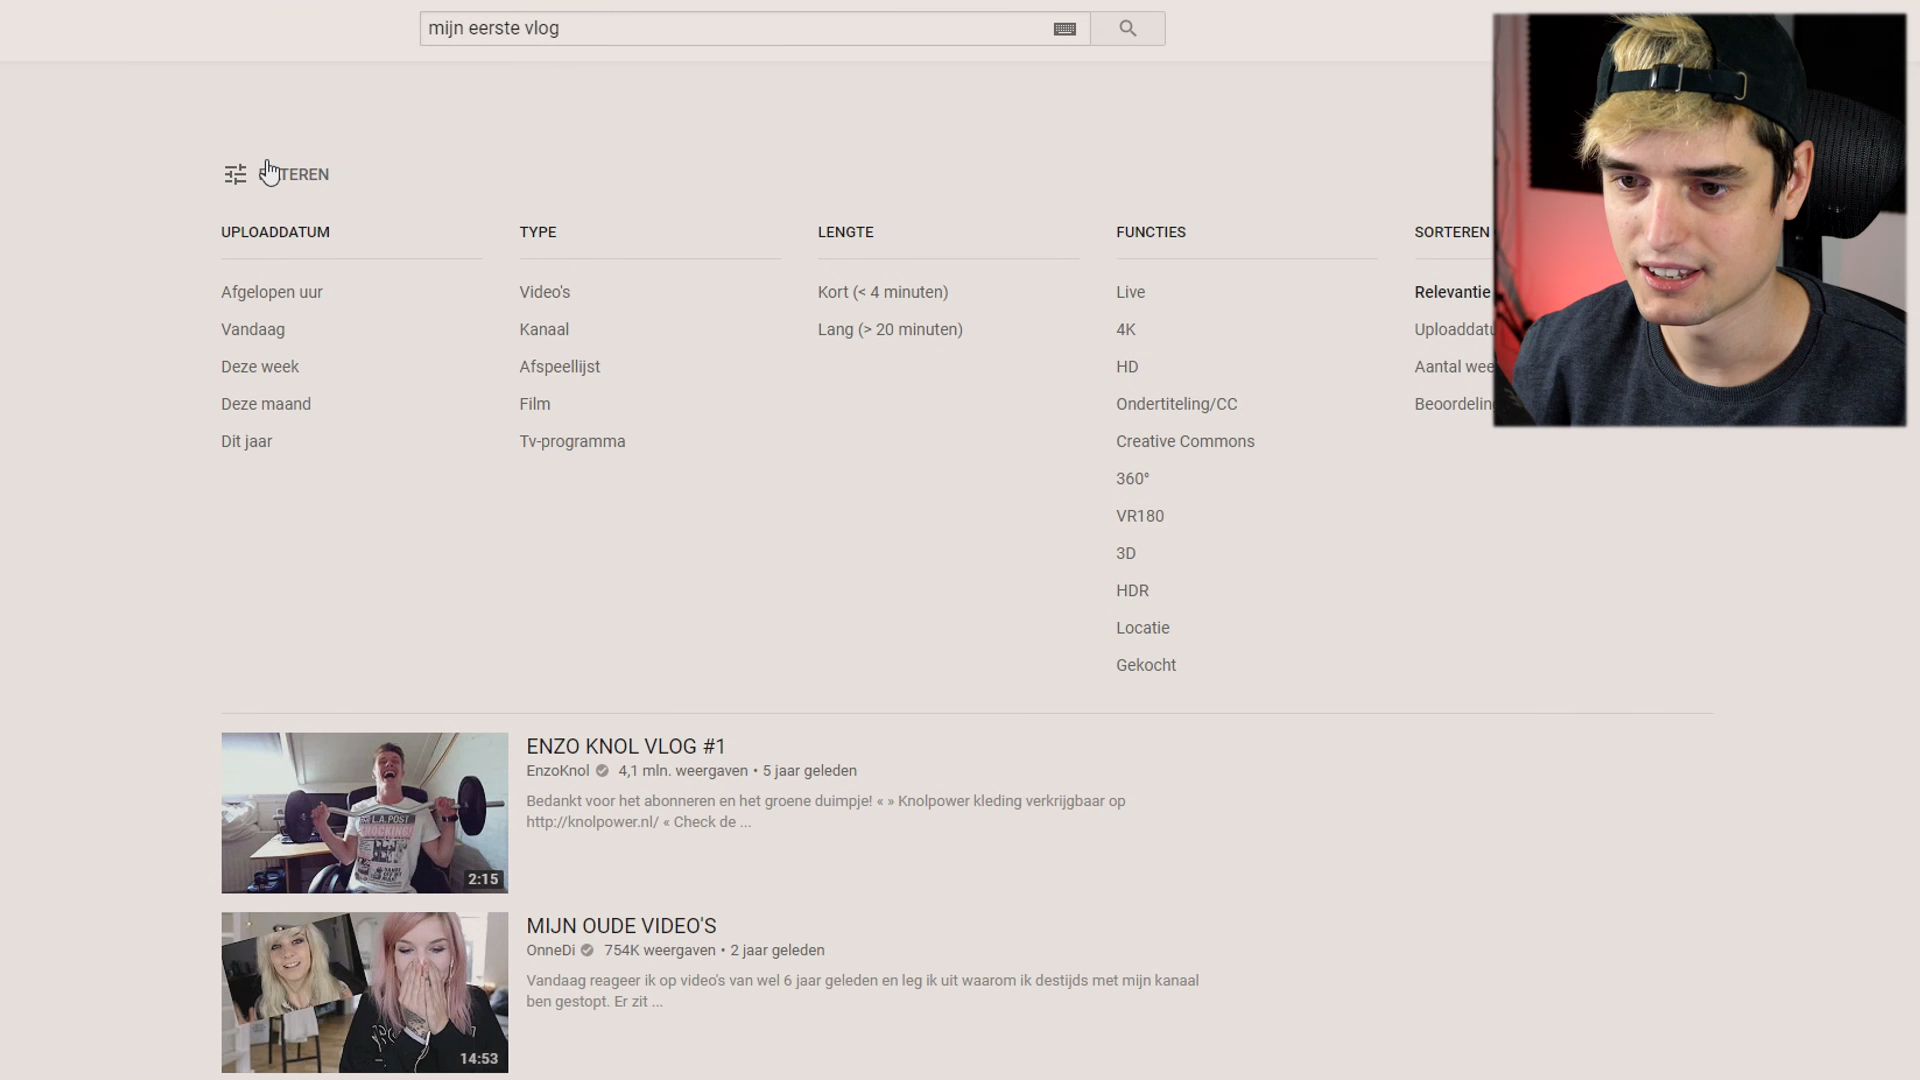 mijn eerste vlog
UPLOADDATUM
Afgelopen uur
Vandaag
Deze week
Deze maand
Dit jaar
TYPE
Video's
Kanaal
Afspeellijst
Film
Tv-programma
LENGTE
Kort (< 4 minuten)
Lang (> 20 minuten)
FUNCTIES
Live
4K
HD
Ondertiteling/CC
Creative Commons
360°
VR180
3D
HDR
Locatie
Gekocht
SORTEREN
Relevantie
Aantal
ENZO KNOL VLOG #1
EnzoKnol 4,1 mln. weergaven • 5 jaar geleden
Bedankt voor het abonneren en het groene duimpje! « » Knolpower kleding verkrijgbaar op
http://knolpower.nl/ « Check de ...
2:15
MIJN OUDE VIDEO'S
OnneDi 754K weergaven • 2 jaar geleden
Vandaag reageer ik op video's van wel 6 jaar geleden en leg ik uit waarom ik destijds met mijn kanaal
ben gestopt. Er zit ...
14:53